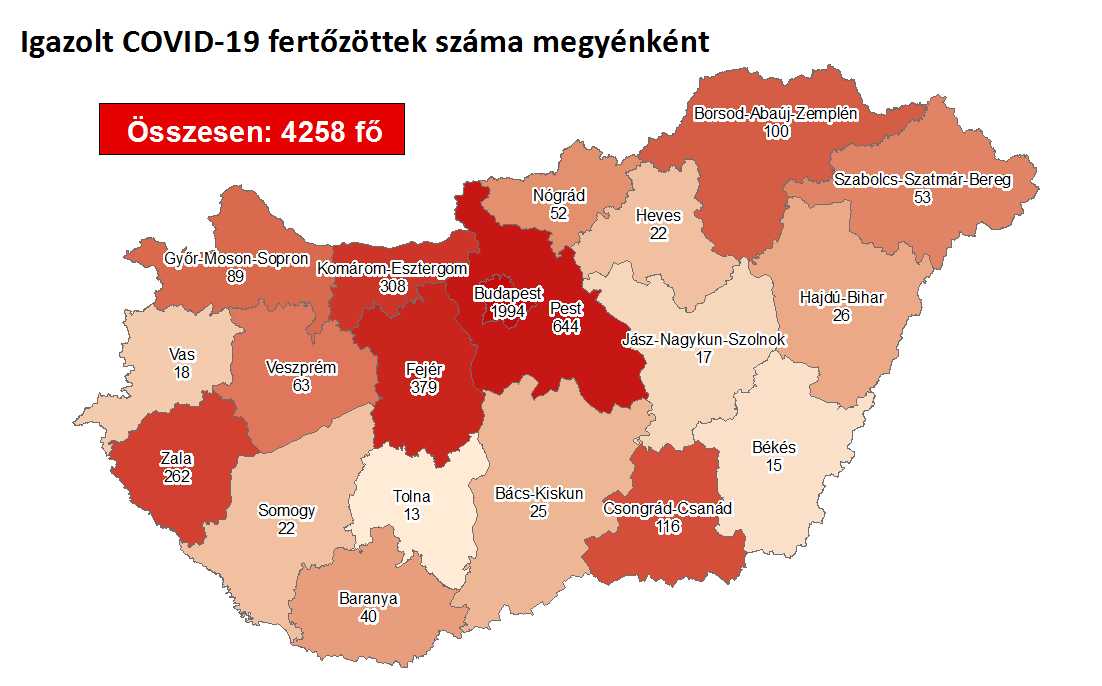 Igazolt COVID-19 fertőzöttek száma megyénként
Összesen: 4258 fő
Borsod-Abaúj-Zemplén
100
Szabolcs-Szatmár-Bereg
53
Nógrád
52
Heves
22
Győr-Moson-Sopron
89
Komárom-Esztergom
308
Budapest
1994
Pest
644
Hajdú-Bihar
26
Jász-Nagykun-Szolnok
17
Vas
18
Veszprém
63
Fejér
379
Békés
15
Zala
262
Somogy
22
Tolna
13
Bács-Kiskun
25
Csongrád-Csanád
116
Baranya
40